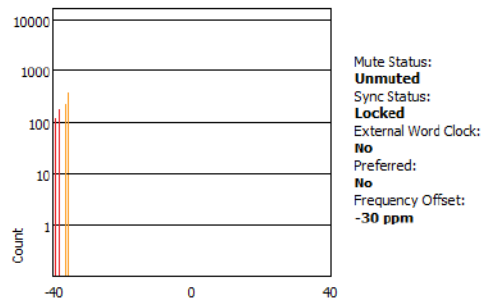 10000
1000
100
10
1
Count
-40
0
40
Mute Status:
Unmuted
Sync Status:
Locked
External Word Clock:
No
Preferred:
No
Frequency Offset:
-30 ppm